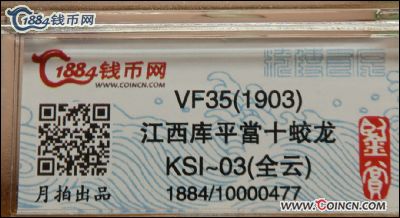 1884钱币网
1884钱币网
WWW.COINCN.COM
VF35(1903)
江西库平當十蛟龙
KSI~03(全云)
1884/10000477
月拍出品
鉴赏
WWW.COINCN.COM